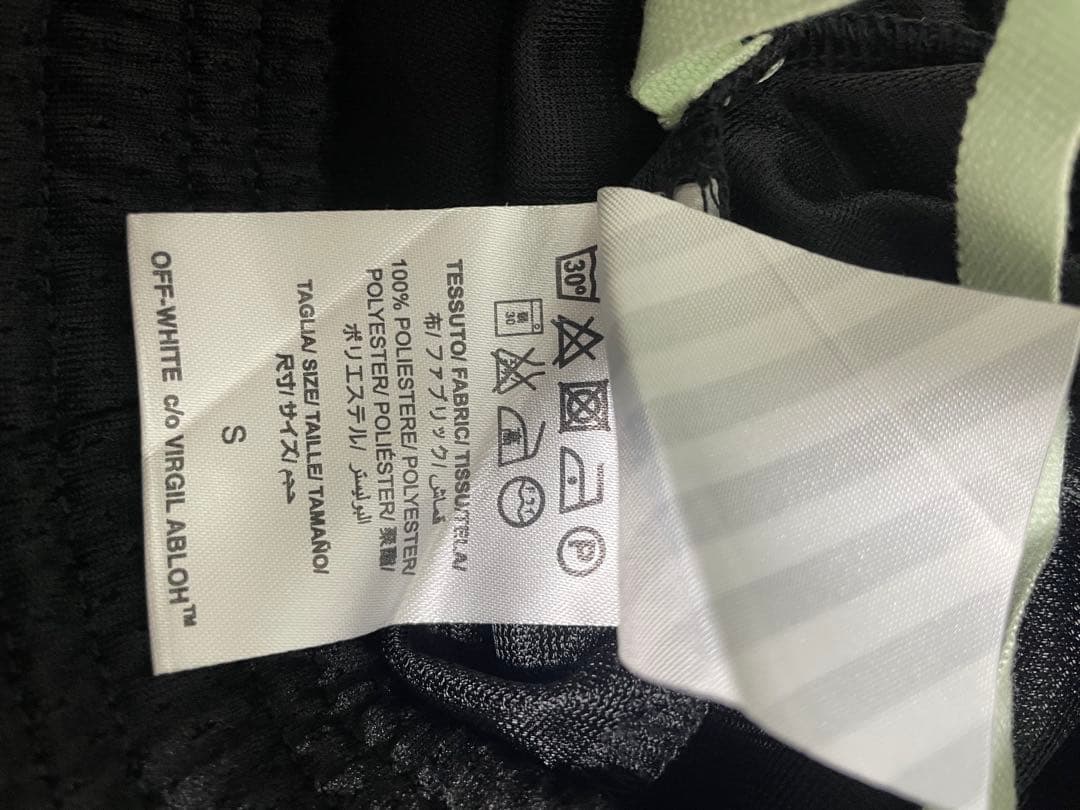 OFF-WHITE c/o VIRGIL ABLOH™
S
TAGLIA/ SIZE/ TAILLE/ TAMAÑO/
尺寸/ サイズ/ حجم
TESSUTO/ FABRIC/ TISSU/TELA/
布/ ファブリック/ قماش/
100% POLIESTERE/ POLYESTER/
POLYESTER/ POLIÉSTER/ 聚酯/
ポリエステル/ البوليستر
30°
P
30